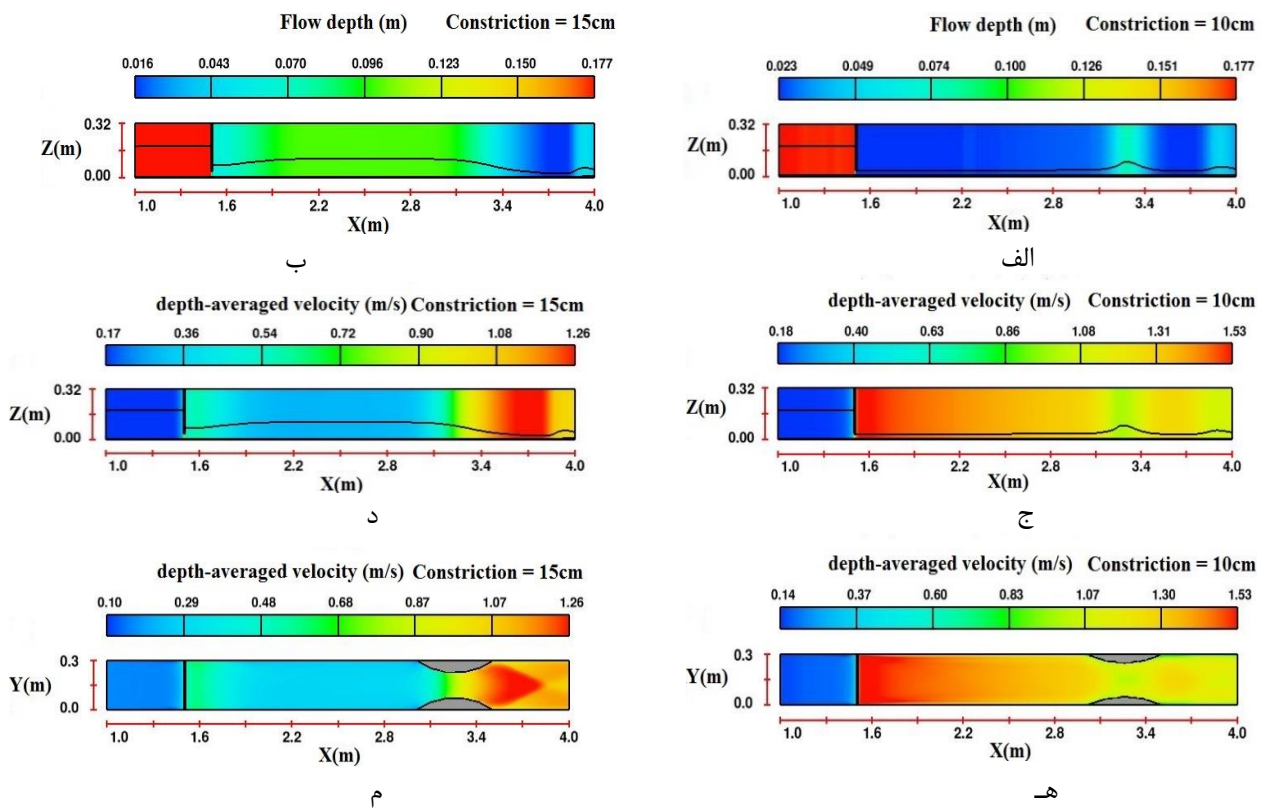 Flow depth (m) Constriction = 15cm
0.016 0.043 0.070 0.096 0.123 0.150 0.177
0.32
Z(m)
0.00
1.0 1.6 2.2 2.8 3.4 4.0
X(m)
ب
Flow depth (m) Constriction = 10cm
0.023 0.049 0.074 0.100 0.126 0.151 0.177
0.32
Z(m)
0.00
1.0 1.6 2.2 2.8 3.4 4.0
X(m)
الف
depth-averaged velocity (m/s) Constriction = 15cm
0.17 0.36 0.54 0.72 0.90 1.08 1.26
0.32
Z(m)
0.00
1.0 1.6 2.2 2.8 3.4 4.0
X(m)
د
depth-averaged velocity (m/s) Constriction = 10cm
0.18 0.40 0.63 0.86 1.08 1.31 1.53
0.32
Z(m)
0.00
1.0 1.6 2.2 2.8 3.4 4.0
X(m)
ج
depth-averaged velocity (m/s) Constriction = 15cm
0.10 0.29 0.48 0.68 0.87 1.07 1.26
0.3
Y(m)
0.0
1.0 1.6 2.2 2.8 3.4 4.0
X(m)
م
depth-averaged velocity (m/s) Constriction = 10cm
0.14 0.37 0.60 0.83 1.07 1.30 1.53
0.3
Y(m)
0.0
1.0 1.6 2.2 2.8 3.4 4.0
X(m)
هـ